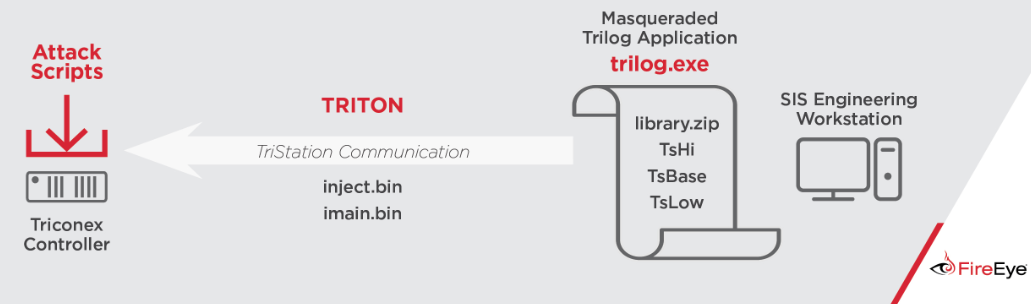 Attack
Scripts
Triconex
Controller
TRITON
TriStation Communication
inject.bin
imain.bin
Masqueraded
Trilog Application
trilog.exe
library.zip
TsHi
TsBase
TsLow
SIS Engineering
Workstation
FireEye